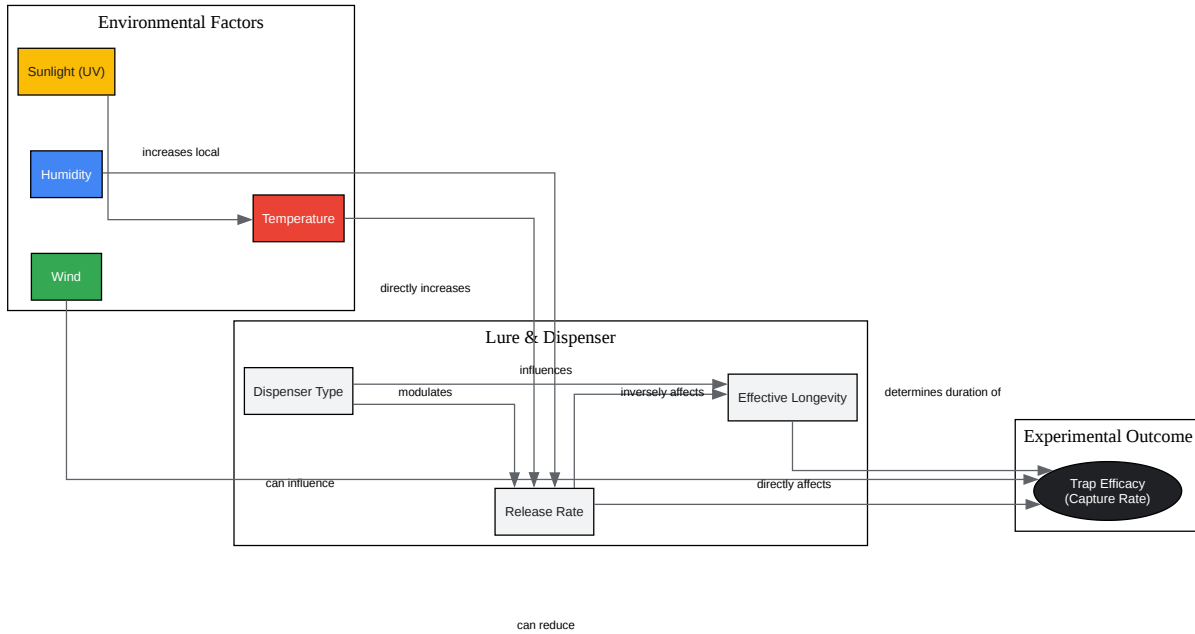 Environmental Factors
Sunlight (UV)
increases local
Humidity
Temperature
Wind
directly increases
Lure & Dispenser
influences
Dispenser Type
modulates
inversely affects
Effective Longevity
determines duration of
Experimental Outcome
can influence
directly affects
Trap Efficacy
(Capture Rate)
Release Rate
can reduce